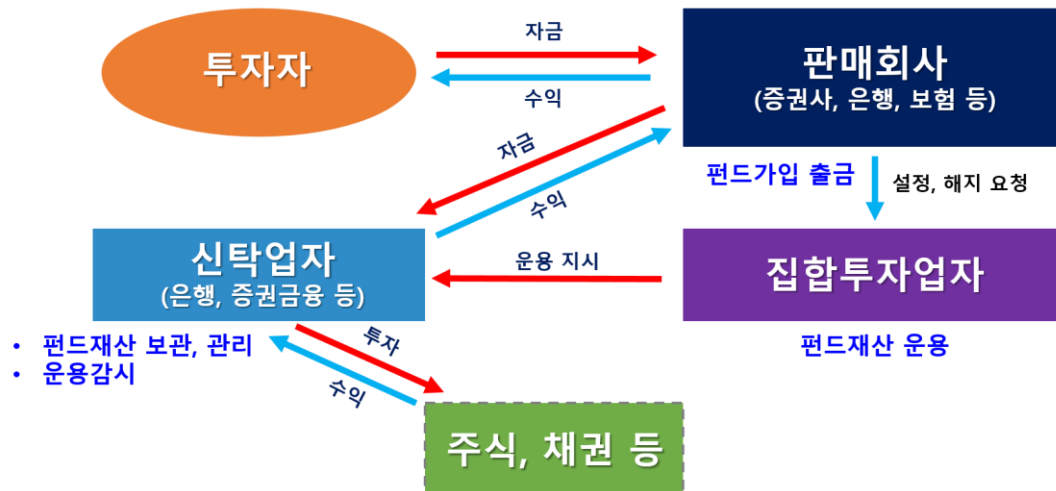 투자자
자금
수익
판매회사
(증권사, 은행, 보험 등)
자금
수익
펀드가입 출금
설정, 해지 요청
신탁업자
(은행, 증권금융 등)
운용 지시
집합투자업자
• 펀드재산 보관, 관리
• 운용감시
투자
수익
펀드재산 운용
주식, 채권 등